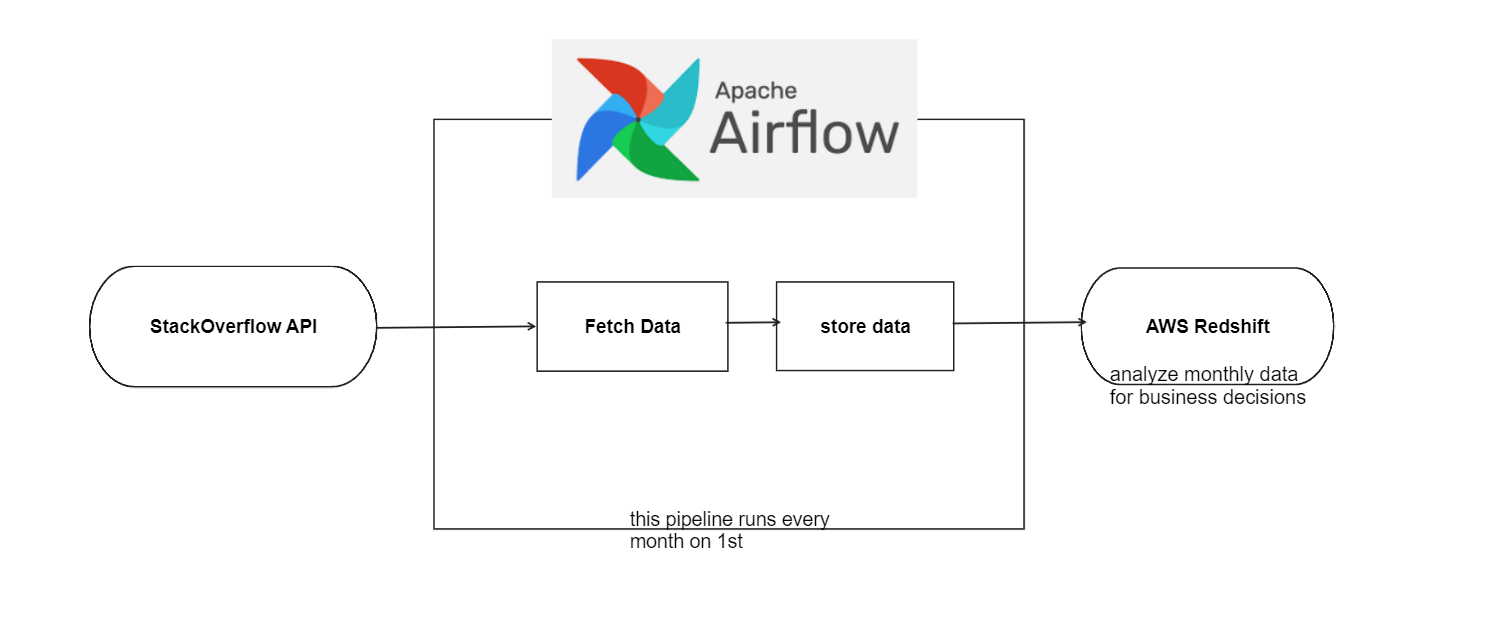 Apache
Airflow
StackOverflow API
Fetch Data
store data
AWS Redshift
analyze monthly data
for business decisions
this pipeline runs every
month on 1st